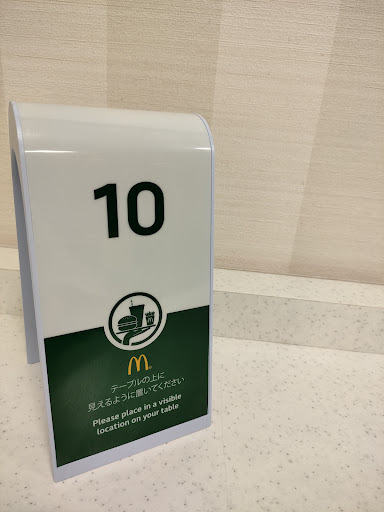 10
テーブルの上に
見えるように置いてください
Please place in a visible
location on your table